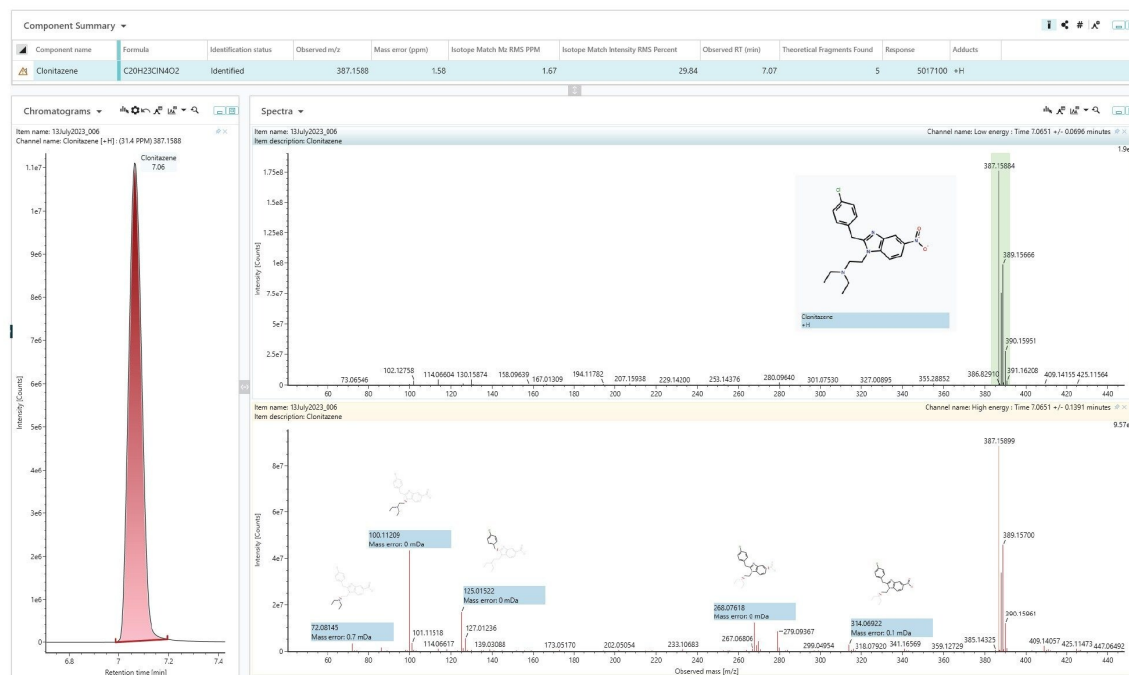 Component Summary
Component name Formula Identification status Observed m/z Mass error (ppm) Isotope Match Mz RMS PPM Isotope Match Intensity RMS Percent Observed RT (min) Theoretical Fragments Found Response Adducts
Clonitazene C20H23ClN4O2 Identified 387.1588 1.58 1.67 29.84 7.07 5 5017100 +H
Chromatograms
Item name: 13July2023_006
Channel name: Clonitazene [+H] : (31.4 PPM) 387.1588
Clonitazene
7.06
1.1e7
1e7
9e6
8e6
7e6
6e6
5e6
4e6
3e6
2e6
1e6
0
Intensity [Counts]
6.8 7 7.2 7.4
Retention time [min]
Spectra
Item name: 13July2023_006 Channel name: Low energy : Time 7.0651 +/- 0.0696 minutes
Item description: Clonitazene
1.9e
387.15884
1.75e8
1.5e8
1.25e8
1e8
7.5e7
5e7
2.5e7
0
Intensity [Counts]
Cl
N
N
N
N+
O
O-
Clonitazene
+H
389.15666
390.15951
73.06546 102.12758 114.06604 130.15874 158.09639 167.01309 194.11782 207.15938 229.14200 253.14376 280.09640 301.07530 327.00895 355.28852 386.82910 391.16208 409.14155 425.11564
60 80 100 120 140 160 180 200 220 240 260 280 300 320 340 360 380 400 420 440
Item name: 13July2023_006 Channel name: High energy : Time 7.0651 +/- 0.1391 minutes
Item description: Clonitazene
9.57e
387.15899
8e7
6e7
4e7
2e7
0
Intensity [Counts]
100.11209
Mass error: 0 mDa
389.15700
125.01522
Mass error: 0 mDa
268.07618
Mass error: 0 mDa
314.06922
Mass error: 0.1 mDa
72.08145
Mass error: 0.7 mDa
390.15961
101.11518 114.06617 127.01236 139.03088 173.05170 202.05054 233.10683 267.06806 279.09367 299.04954 318.07920 341.16569 359.12729 385.14325 409.14057 425.11473 447.06492
60 80 100 120 140 160 180 200 220 240 260 280 300 320 340 360 380 400 420 440
Observed mass [m/z]